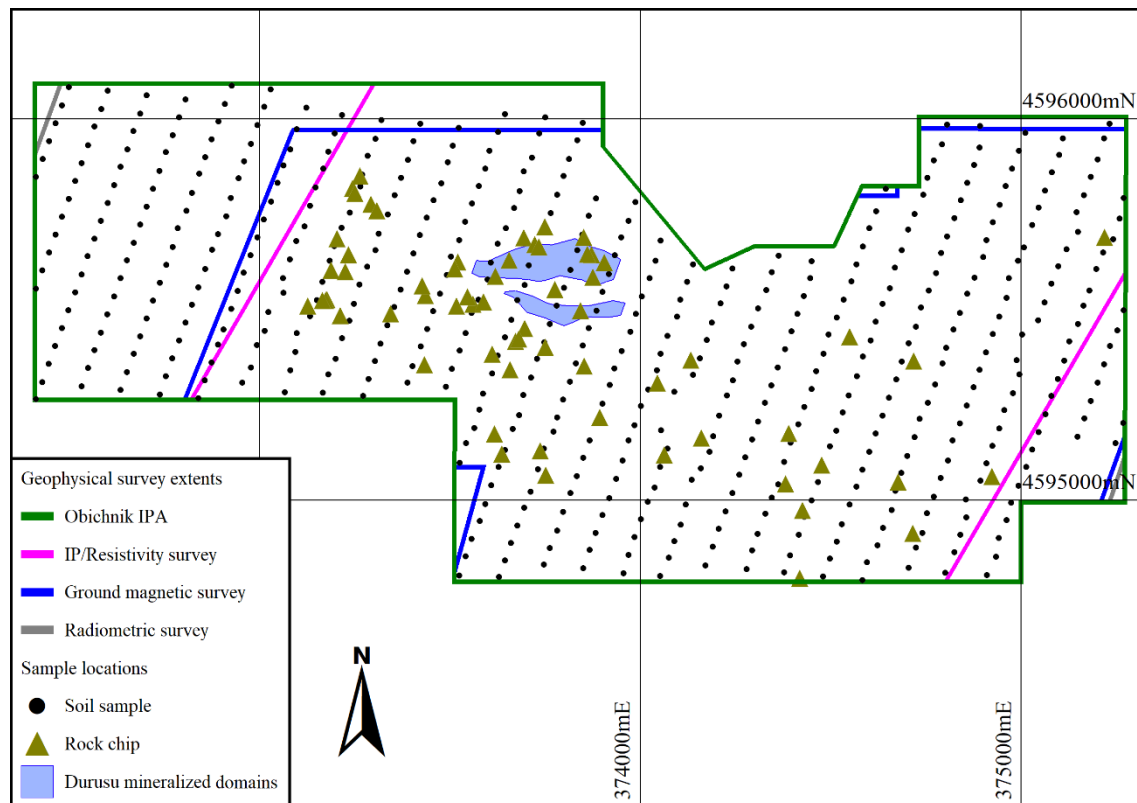 4596000mN
4595000mN
Geophysical survey extents
Obichnik IPA
IP/Resistivity survey
Ground magnetic survey
Radiometric survey
Sample locations
Soil sample
Rock chip
Durusu mineralized domains
N
374000mE
375000mE